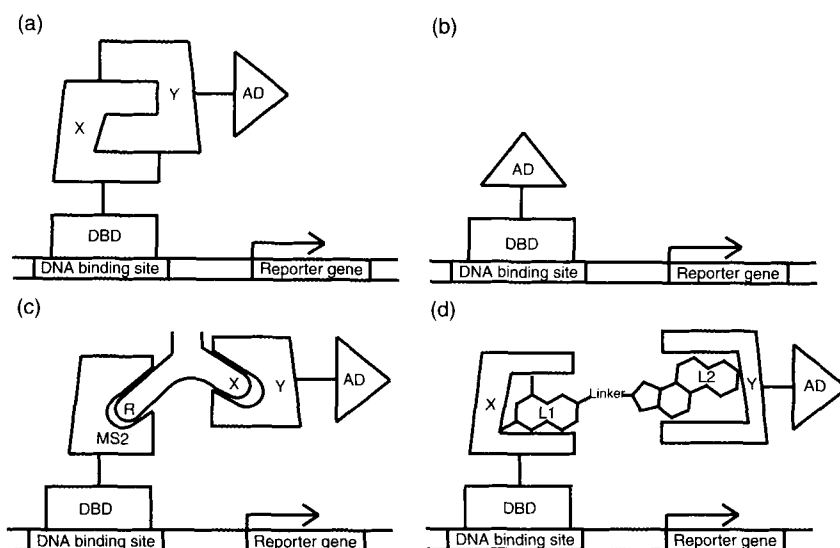 (a)
Y
AD
X
DBD
DNA binding site
Reporter gene
(b)
AD
DBD
DNA binding site
Reporter gene
(c)
R
X
Y
AD
MS2
DBD
DNA binding site
Reporter gene
(d)
X
L1
Linker
L2
Y
AD
DBD
DNA binding site
Reporter gene